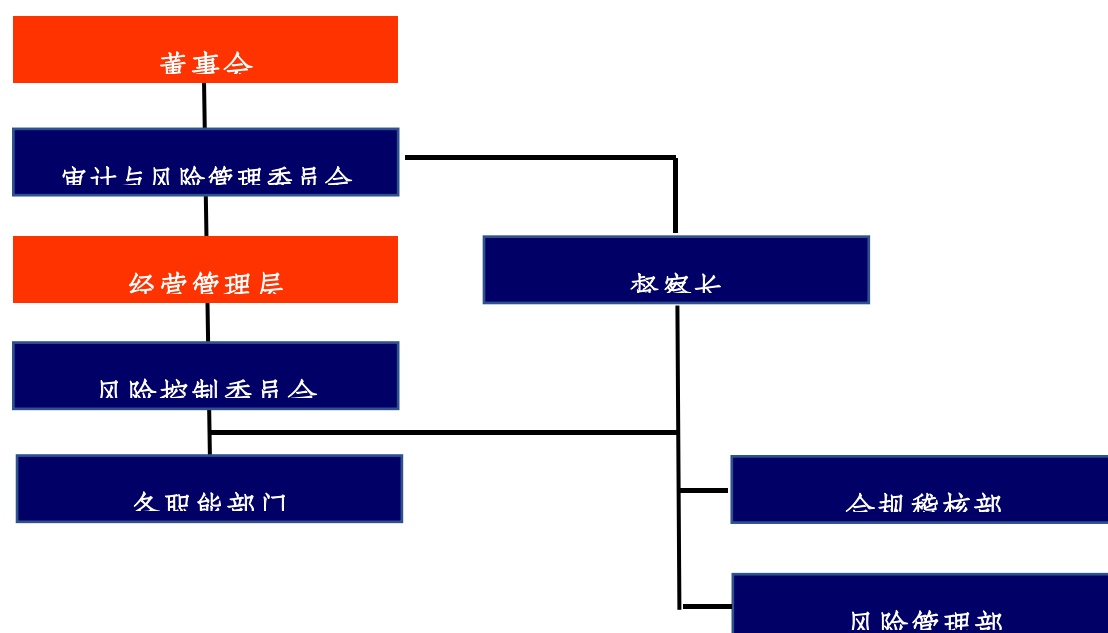 董事会
审计与风险管理委员会
经营管理层
督察长
风险控制委员会
各职能部门
合规稽核部
风险管理部